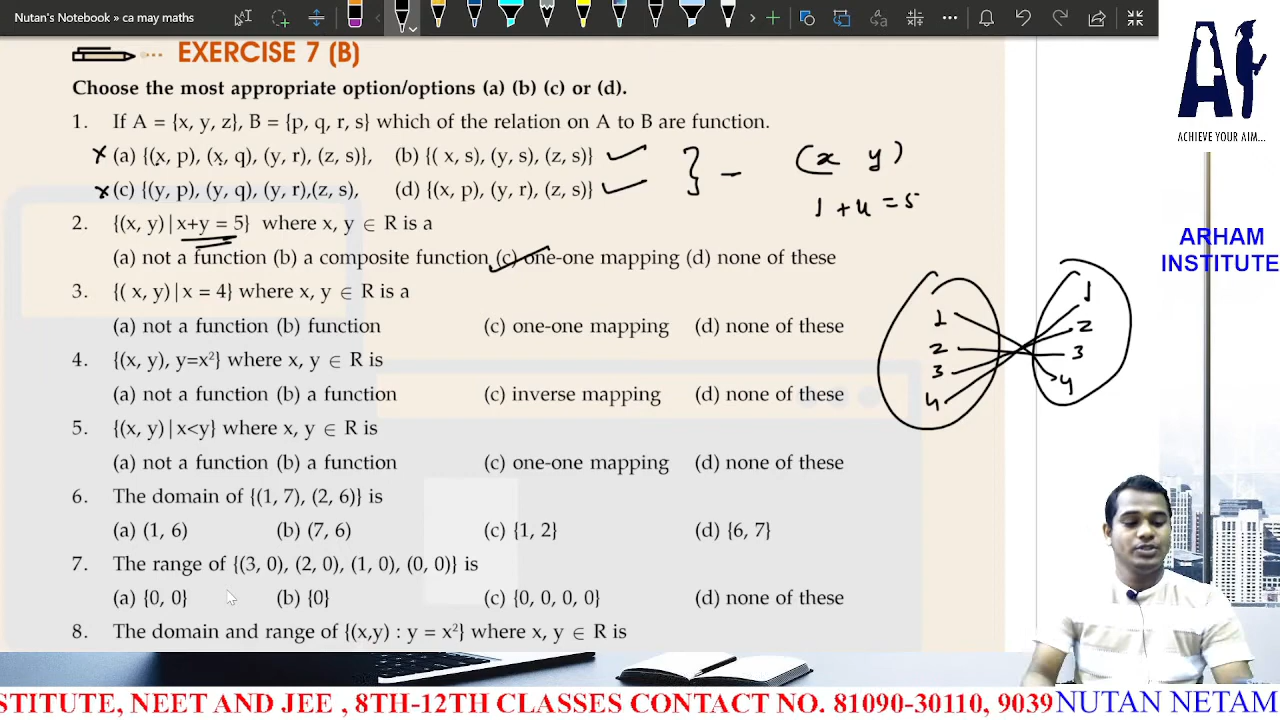 Nutan's Notebook » ca may maths
EXERCISE 7 (B)
Choose the most appropriate option/options (a) (b) (c) or (d).
1. If A = {x, y, z}, B = {p, q, r, s} which of the relation on A to B are function.
(a) {(x, p), (x, q), (y, r), (z, s)}, (b) {( x, s), (y, s), (z, s)}
(c) {(y, p), (y, q), (y, r),(z, s), (d) {(x, p), (y, r), (z, s)}
(x y)
1 + 4 = 5
2. {(x, y)|x+y = 5} where x, y ∈ R is a
(a) not a function (b) a composite function (c) one-one mapping (d) none of these
3. {( x, y)|x = 4} where x, y ∈ R is a
(a) not a function (b) function (c) one-one mapping (d) none of these
4. {(x, y), y=x²} where x, y ∈ R is
(a) not a function (b) a function (c) inverse mapping (d) none of these
5. {(x, y)|x<y} where x, y ∈ R is
(a) not a function (b) a function (c) one-one mapping (d) none of these
6. The domain of {(1, 7), (2, 6)} is
(a) (1, 6) (b) (7, 6) (c) {1, 2} (d) {6, 7}
7. The range of {(3, 0), (2, 0), (1, 0), (0, 0)} is
(a) {0, 0} (b) {0} (c) {0, 0, 0, 0} (d) none of these
8. The domain and range of {(x,y) : y = x²} where x, y ∈ R is
1 1
2 2
3 3
4 4
ACHIEVE YOUR AIM...
ARHAM
INSTITUTE
STITUTE, NEET AND JEE , 8TH-12TH CLASSES CONTACT NO. 81090-30110, 9039
NUTAN NETAM